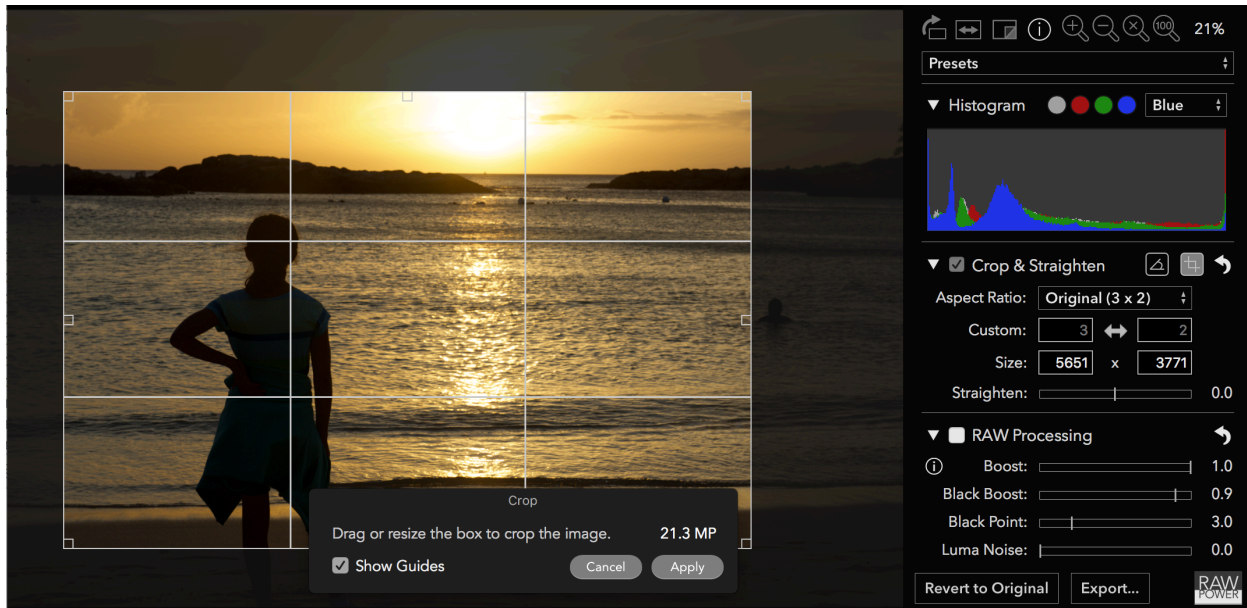 100
21%
Presets
Histogram
Blue
Crop & Straighten
Aspect Ratio: Original (3 x 2)
Custom: 3 2
Size: 5651 x 3771
Straighten: 0.0
RAW Processing
Boost: 1.0
Black Boost: 0.9
Black Point: 3.0
Luma Noise: 0.0
Revert to Original Export...
RAW
POWER
Crop
Drag or resize the box to crop the image. 21.3 MP
Show Guides Cancel Apply